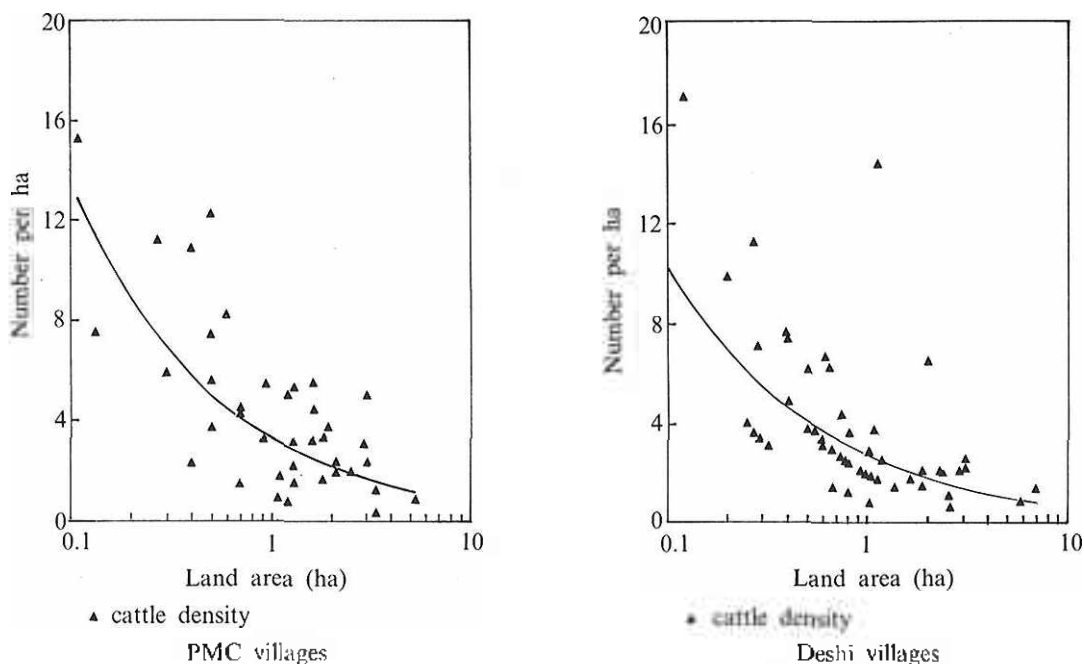 20
16
12
8
4
0
Number per ha
0.1 1 10
Land area (ha)
▲ cattle density
PMC villages
20
16
12
8
4
0
Number per ha
0.1 1 10
Land area (ha)
▲ cattle density
Deshi villages